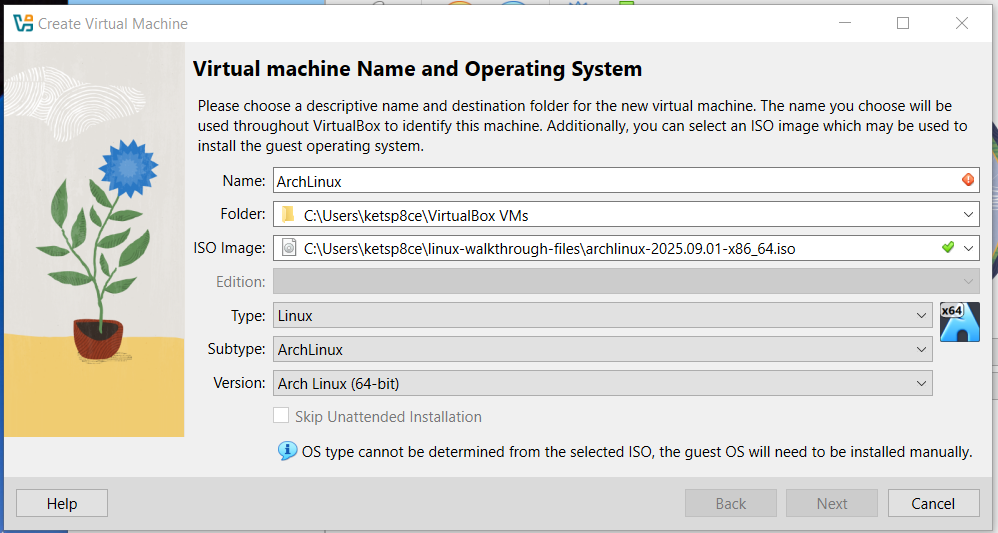 Create Virtual Machine
Virtual machine Name and Operating System
Please choose a descriptive name and destination folder for the new virtual machine. The name you choose will be
used throughout VirtualBox to identify this machine. Additionally, you can select an ISO image which may be used to
install the guest operating system.
Name: ArchLinux
Folder: C:\Users\ketsp8ce\VirtualBox VMs
ISO Image: C:\Users\ketsp8ce\linux-walkthrough-files\archlinux-2025.09.01-x86_64.iso
Edition:
Type: Linux
x64
Subtype: ArchLinux
Version: Arch Linux (64-bit)
Skip Unattended Installation
OS type cannot be determined from the selected ISO, the guest OS will need to be installed manually.
Help Back Next Cancel